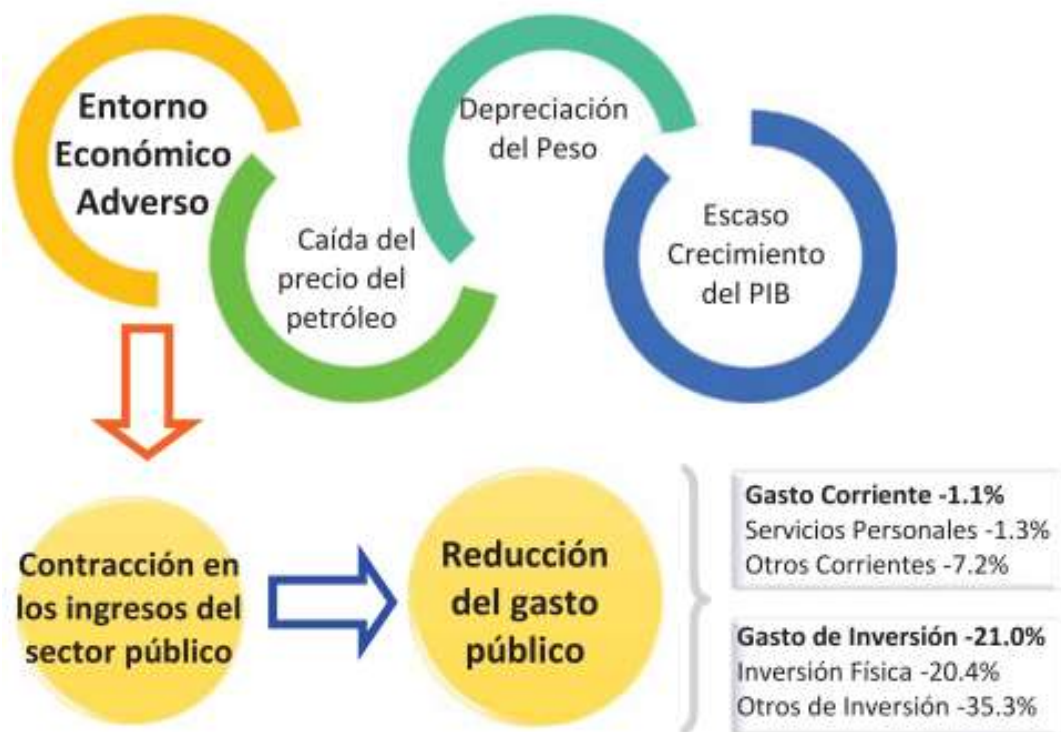 Entorno
Económico
Adverso
Caída del
precio del
petróleo
Depreciación
del Peso
Escaso
Crecimiento
del PIB
Contracción en
los ingresos del
sector público
Reducción
del gasto
público
Gasto Corriente -1.1%
Servicios Personales -1.3%
Otros Corrientes -7.2%
Gasto de Inversión -21.0%
Inversión Física -20.4%
Otros de Inversión -35.3%